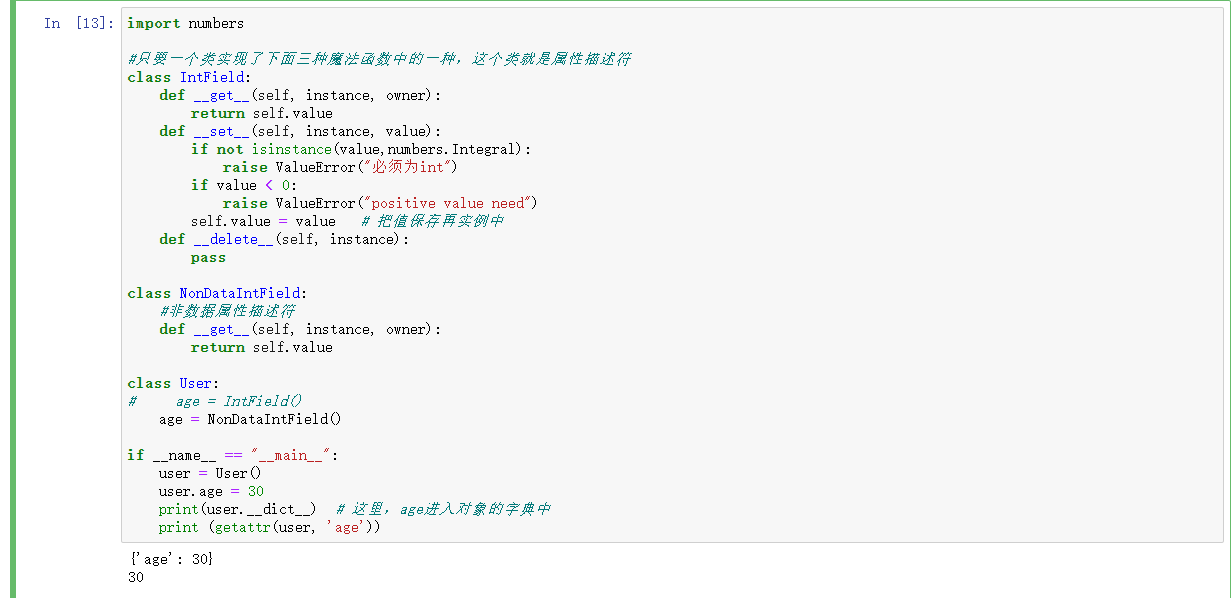 In [13]: import numbers
#只要一个类实现了下面三种魔法函数中的一种，这个类就是属性描述符
class IntField:
    def __get__(self, instance, owner):
        return self.value
    def __set__(self, instance, value):
        if not isinstance(value,numbers.Integral):
            raise ValueError("必须为int")
        if value < 0:
            raise ValueError("positive value need")
        self.value = value   # 把值保存再实例中
    def __delete__(self, instance):
        pass
class NonDataIntField:
    #非数据属性描述符
    def __get__(self, instance, owner):
        return self.value
class User:
#     age = IntField()
    age = NonDataIntField()
if __name__ == "__main__":
    user = User()
    user.age = 30
    print(user.__dict__)  # 这里，age进入对象的字典中
    print (getattr(user, 'age'))
{'age': 30}
30